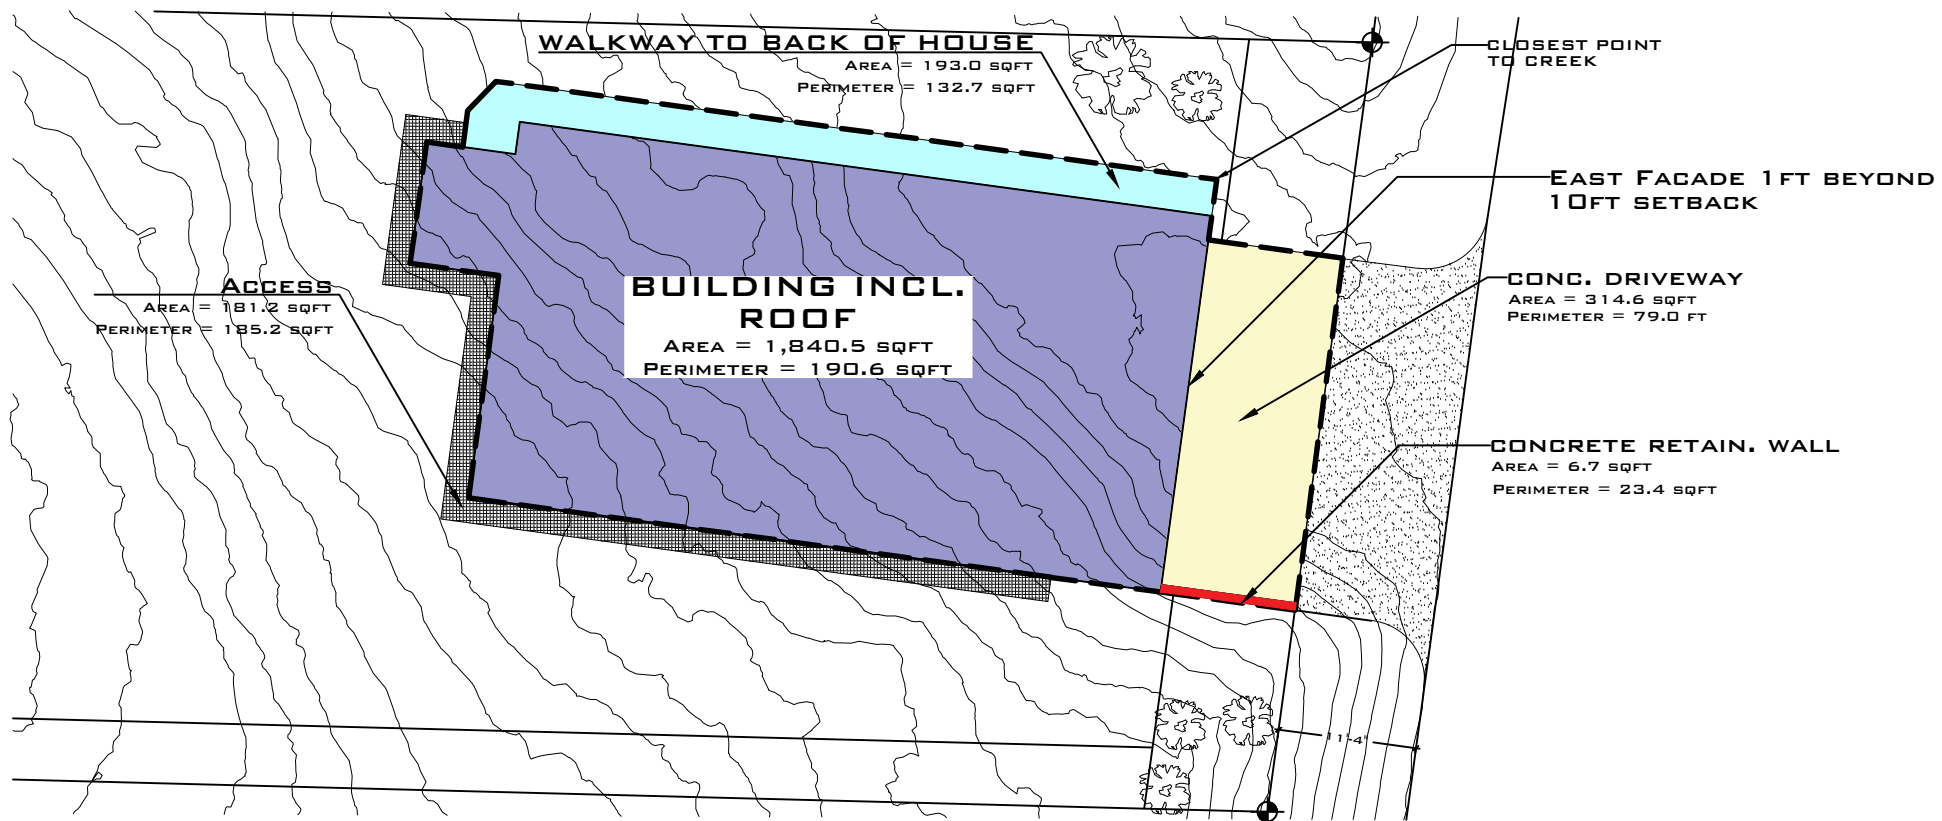 WALKWAY TO BACK OF HOUSE
AREA = 193.0 SQFT
PERIMETER = 132.7 SQFT
CLOSEST POINT
TO CREEK
EAST FACADE 1FT BEYOND
10FT SETBACK
ACCESS
AREA = 181.2 SQFT
PERIMETER = 185.2 SQFT
BUILDING INCL.
ROOF
AREA = 1,840.5 SQFT
PERIMETER = 190.6 SQFT
CONC. DRIVEWAY
AREA = 314.6 SQFT
PERIMETER = 79.0 FT
CONCRETE RETAIN. WALL
AREA = 6.7 SQFT
PERIMETER = 23.4 SQFT
11'-4"